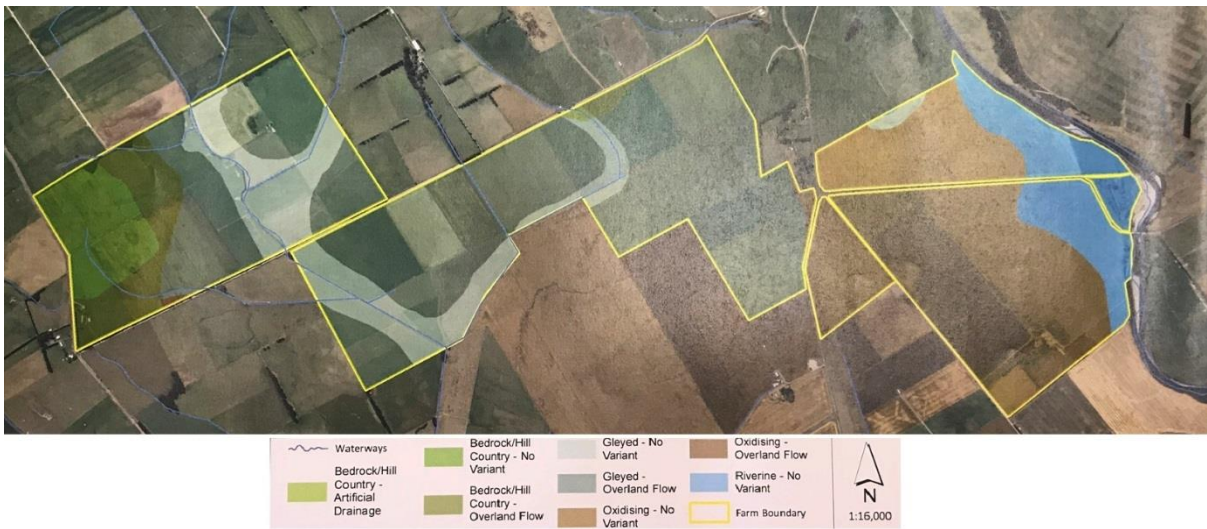 Waterways
Bedrock/Hill
Country -
Artificial
Drainage
Bedrock/Hill
Country - No
Variant
Bedrock/Hill
Country -
Overland Flow
Gleyed - No
Variant
Gleyed -
Overland Flow
Oxidising - No
Variant
Oxidising -
Overland Flow
Riverine - No
Variant
Farm Boundary
N
1:16,000